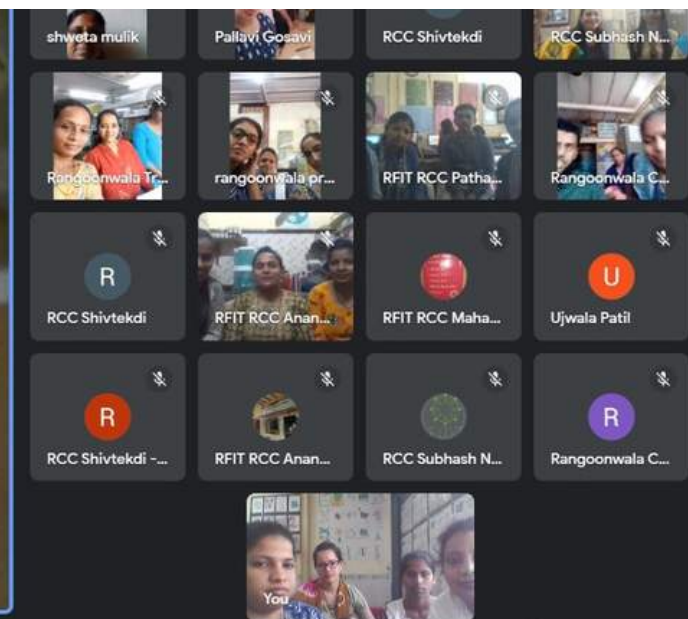 shweta mulik
Pallavi Gosavi
RCC Shivtekdi
RCC Subhash N...
Rangoonwala Tr...
rangoonwala pr...
RFIT RCC Patha...
Rangoonwala C...
R
RCC Shivtekdi
RFIT RCC Anan...
RFIT RCC Maha...
U
Ujwala Patil
R
RCC Shivtekdi -...
RFIT RCC Anan...
RCC Subhash N...
R
Rangoonwala C...
You